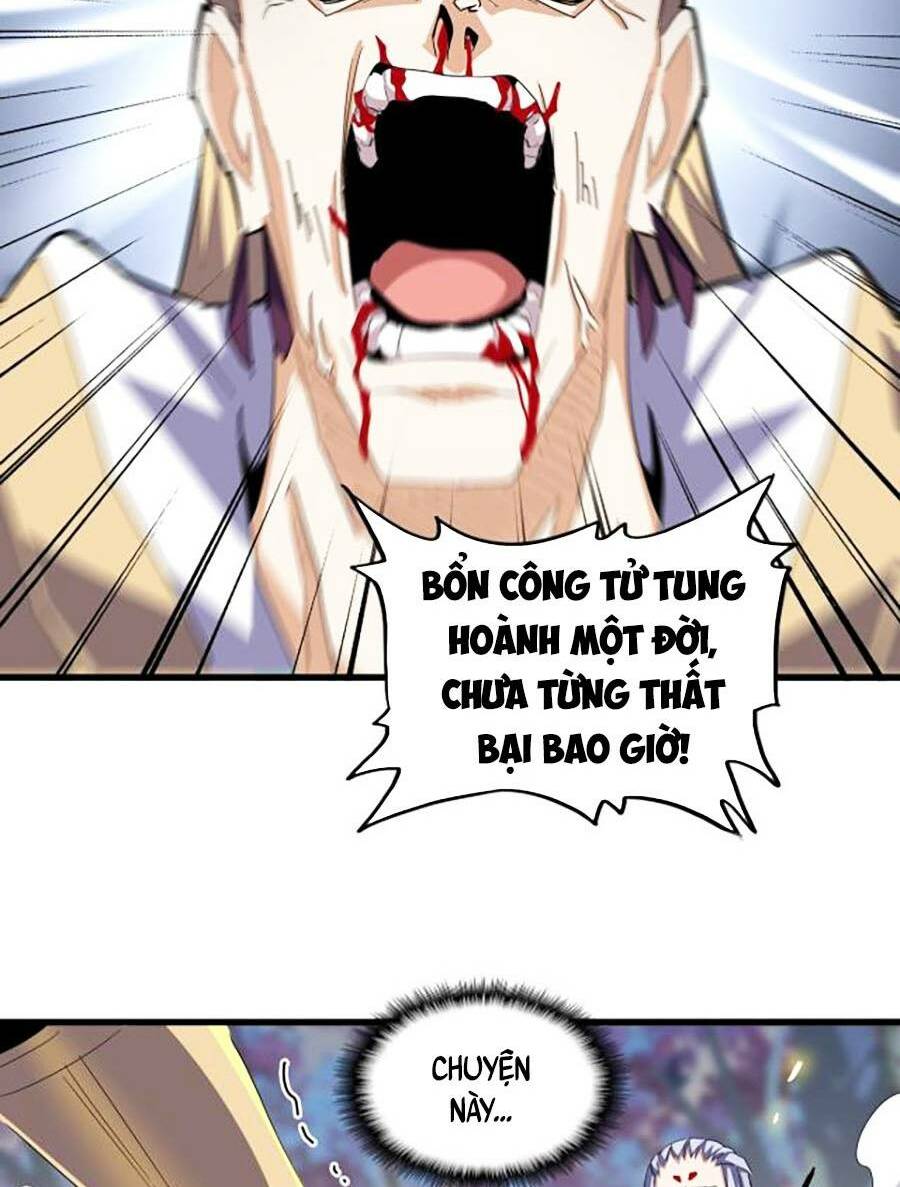 BỔN CÔNG TỬ TUNG
HOÀNH MỘT ĐỜI,
CHƯA TỪNG THẤT
BẠI BAO GIỜ!
CHUYỆN
NÀY...